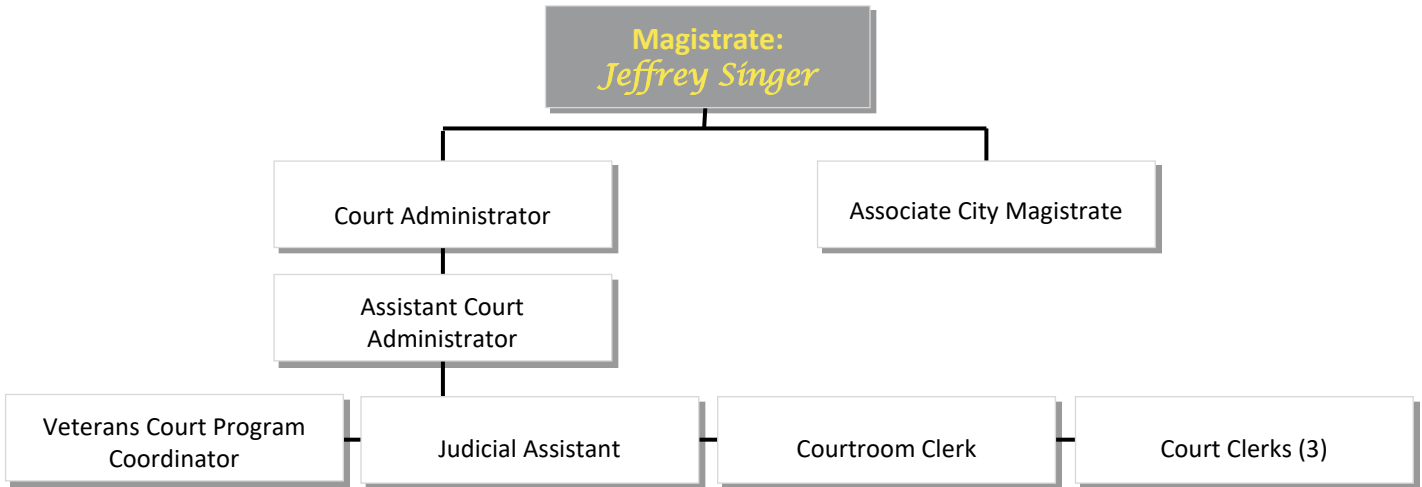 Magistrate:
Jeffrey Singer
Court Administrator
Associate City Magistrate
Assistant Court
Administrator
Veterans Court Program
Coordinator
Judicial Assistant
Courtroom Clerk
Court Clerks (3)